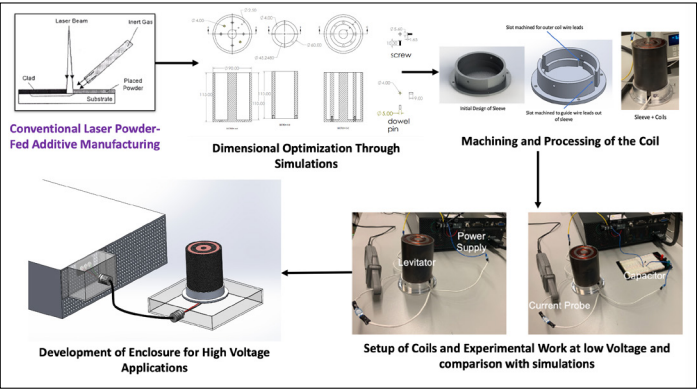 Laser Beam
Inert Gas
Clad
Placed
Powder
Substrate
Conventional Laser Powder-
Fed Additive Manufacturing
screw
dowel
pin
Dimensional Optimization Through
Simulations
Initial Design of Sleeve
Slot machined for outer coil wire leads
Slot machined to guide wire leads out
of sleeve
Sleeve + Coils
Machining and Processing of the Coil
Development of Enclosure for High Voltage
Applications
Levitator
Power
Supply
Current Probe
Capacitor
Setup of Coils and Experimental Work at low Voltage and
comparison with simulations